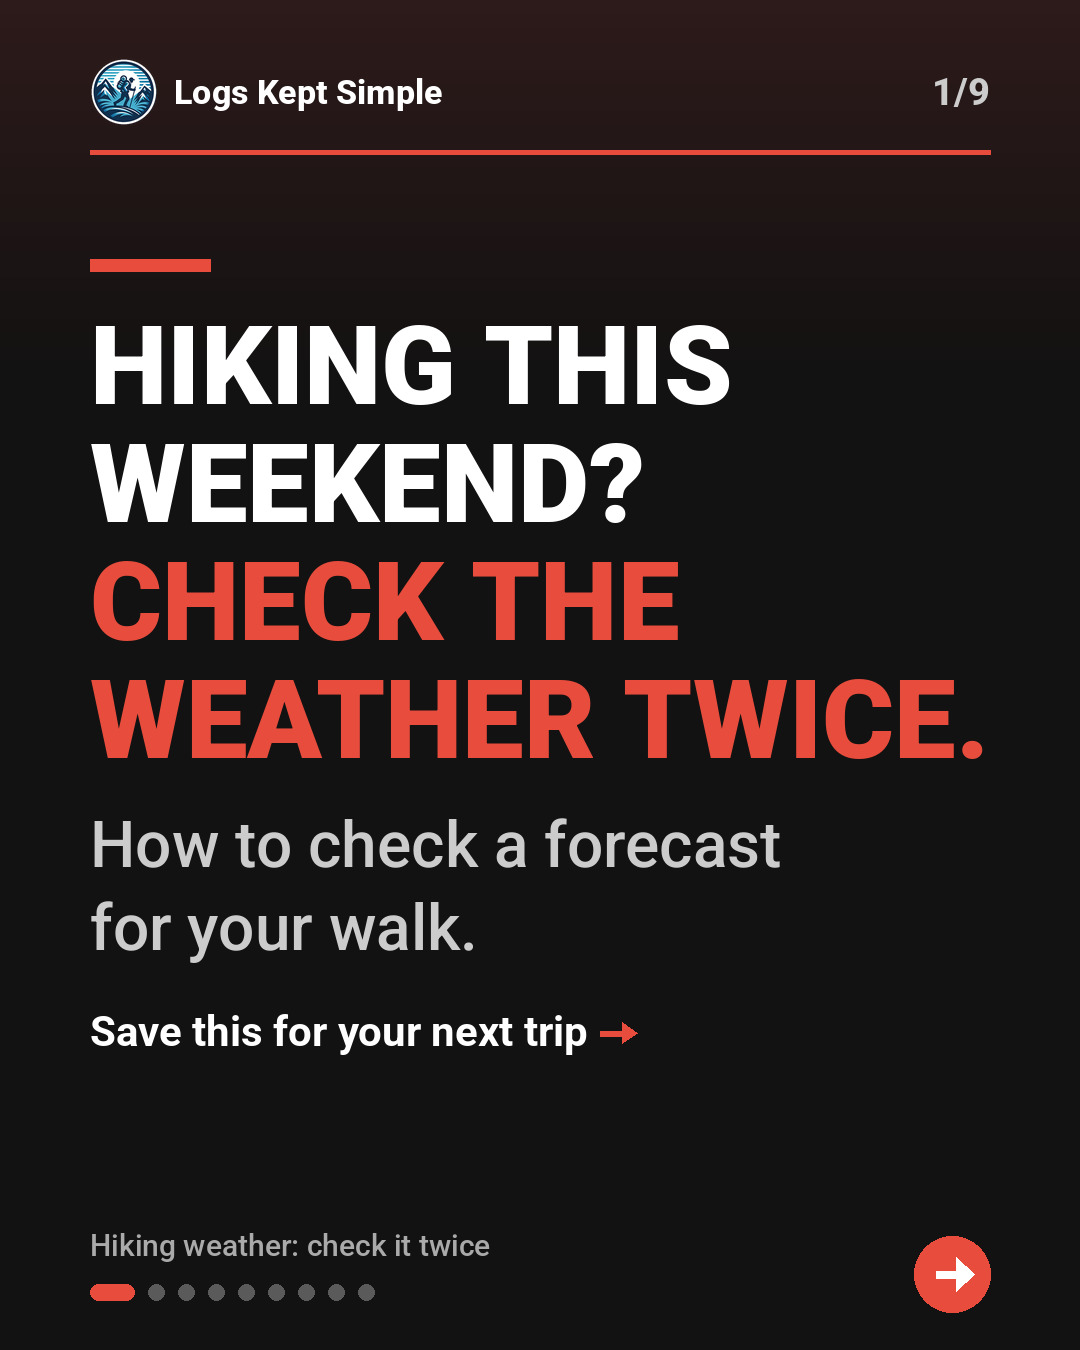 Logs Kept Simple
1/9
HIKING THIS
WEEKEND?
CHECK THE
WEATHER TWICE.
How to check a forecast
for your walk.
Save this for your next trip
Hiking weather: check it twice